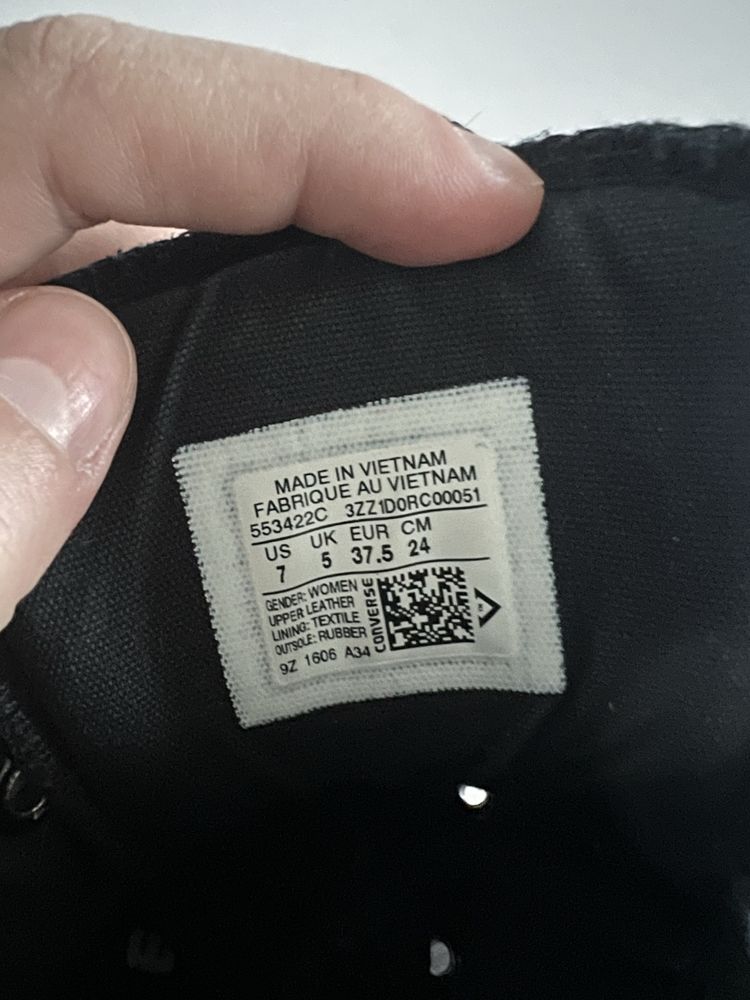 MADE IN VIETNAM
FABRIQUE AU VIETNAM
553422C 3ZZ1D0RC00051
US UK EUR CM
7 5 37.5 24
GENDER: WOMEN
UPPER LEATHER
LINING: TEXTILE
OUTSOLE: RUBBER
9Z 1606 A34
CONVERSE
TM